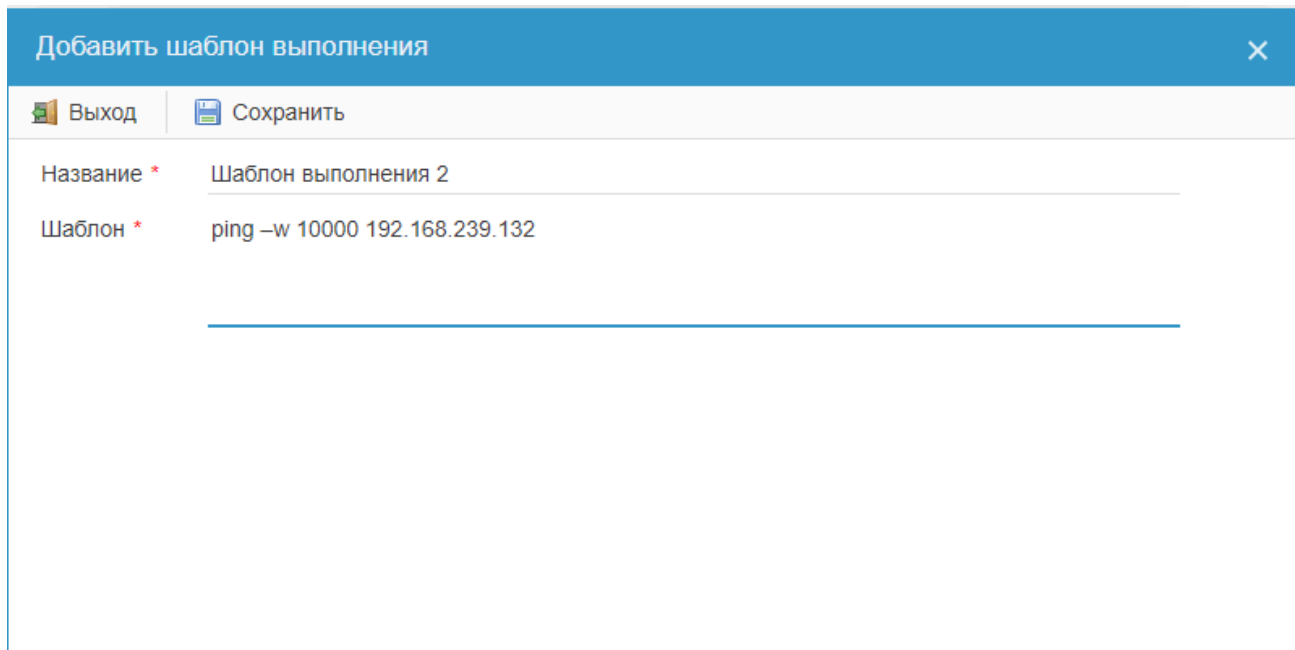 Добавить шаблон выполнения
Выход Сохранить
Название * Шаблон выполнения 2
Шаблон * ping –w 10000 192.168.239.132